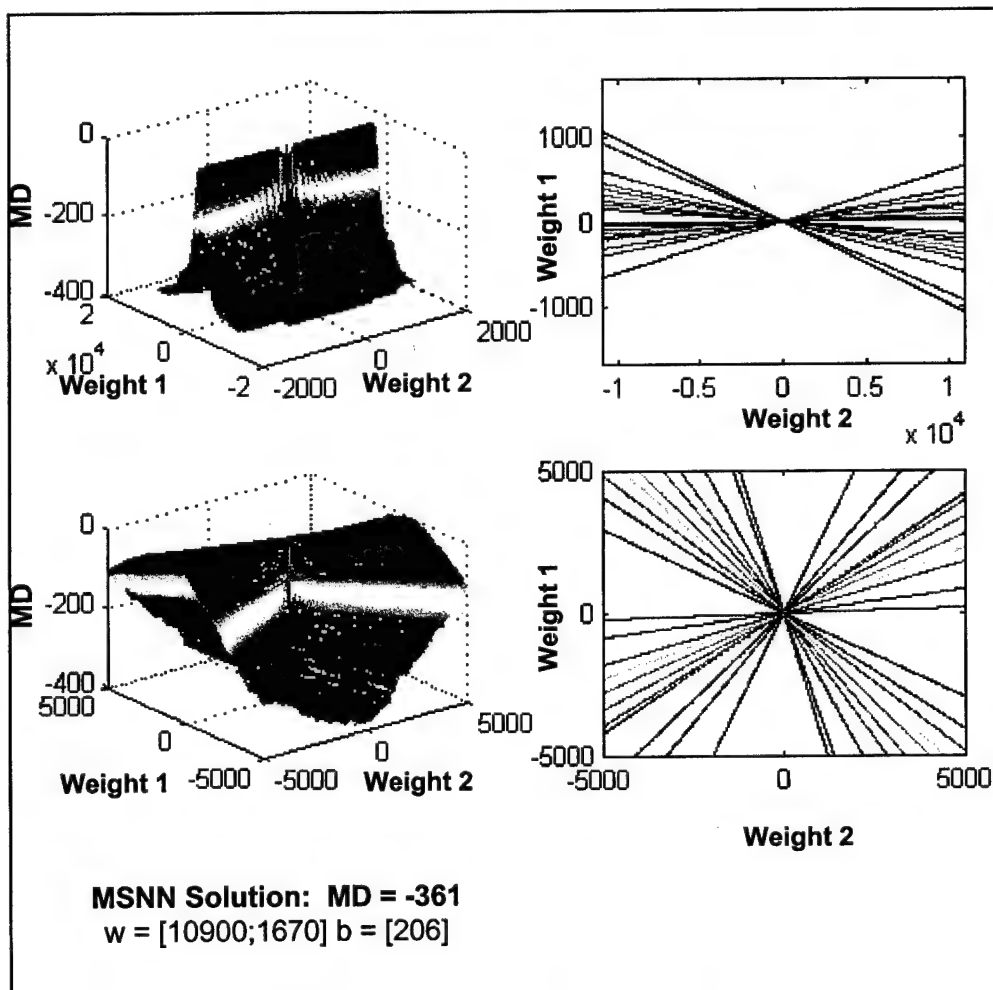 0
-200
-400
MD
2
0
-2
x 10^4
Weight 1
-2000
0
2000
Weight 2
1000
0
-1000
Weight 1
-1
-0.5
0
0.5
1
Weight 2
x 10^4
0
-200
-400
MD
5000
0
-5000
Weight 1
-5000
0
5000
Weight 2
5000
0
-5000
Weight 1
-5000
0
5000
Weight 2
MSNN Solution: MD = -361
w = [10900;1670] b = [206]